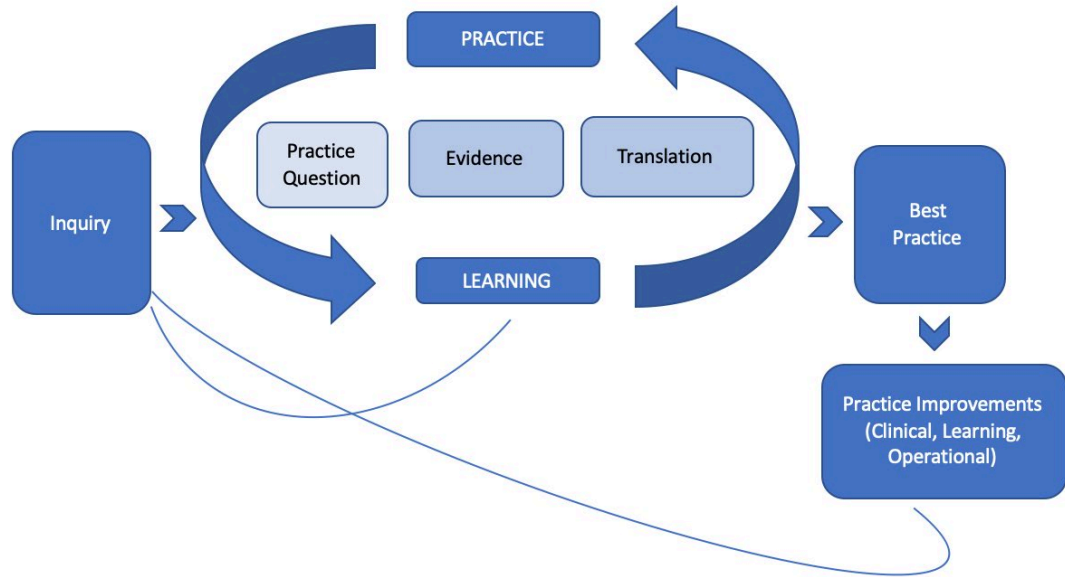 PRACTICE
Practice
Question
Evidence
Translation
Inquiry
Best
Practice
LEARNING
Practice Improvements
(Clinical, Learning,
Operational)